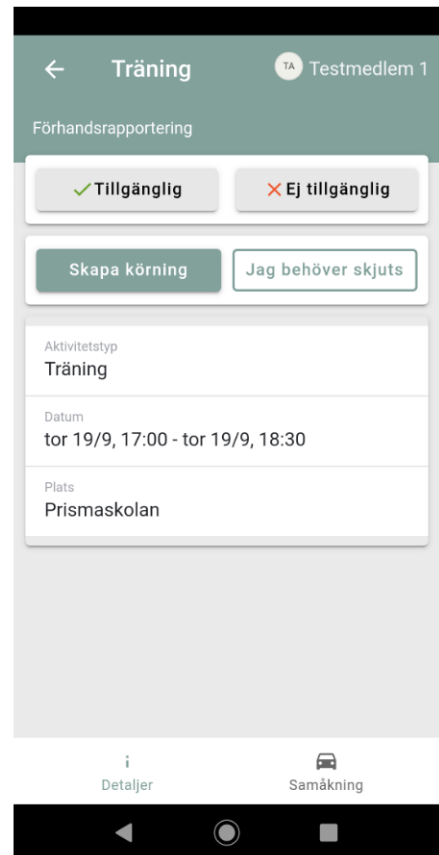 Träning
TA Testmedlem 1
Förhandsrapportering
Tillgänglig
Ej tillgänglig
Skapa körning
Jag behöver skjuts
Aktivitetstyp
Träning
Datum
tor 19/9, 17:00 - tor 19/9, 18:30
Plats
Prismaskolan
Detaljer
Samåkning